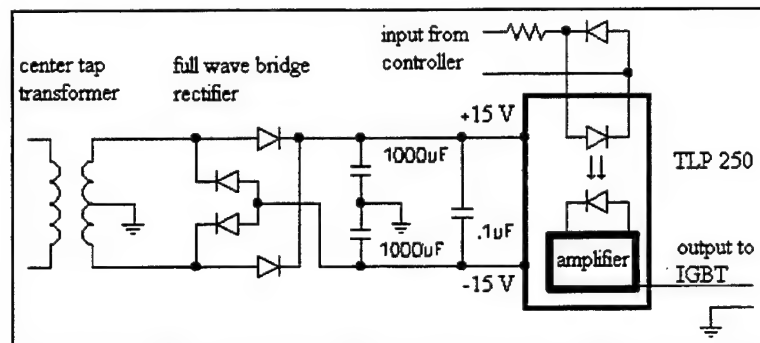 input from
controller
center tap
transformer
full wave bridge
rectifier
+15 V
1000uF
TLP 250
.1uF
1000uF
-15 V
amplifier
output to
IGBT